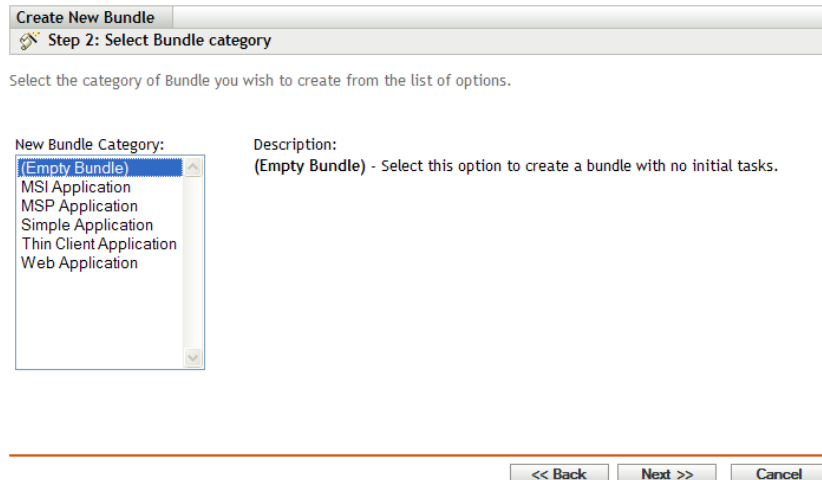 Create New Bundle
Step 2: Select Bundle category
Select the category of Bundle you wish to create from the list of options.
New Bundle Category:
(Empty Bundle)
MSI Application
MSP Application
Simple Application
Thin Client Application
Web Application
Description:
(Empty Bundle) - Select this option to create a bundle with no initial tasks.
<< Back
Next >>
Cancel